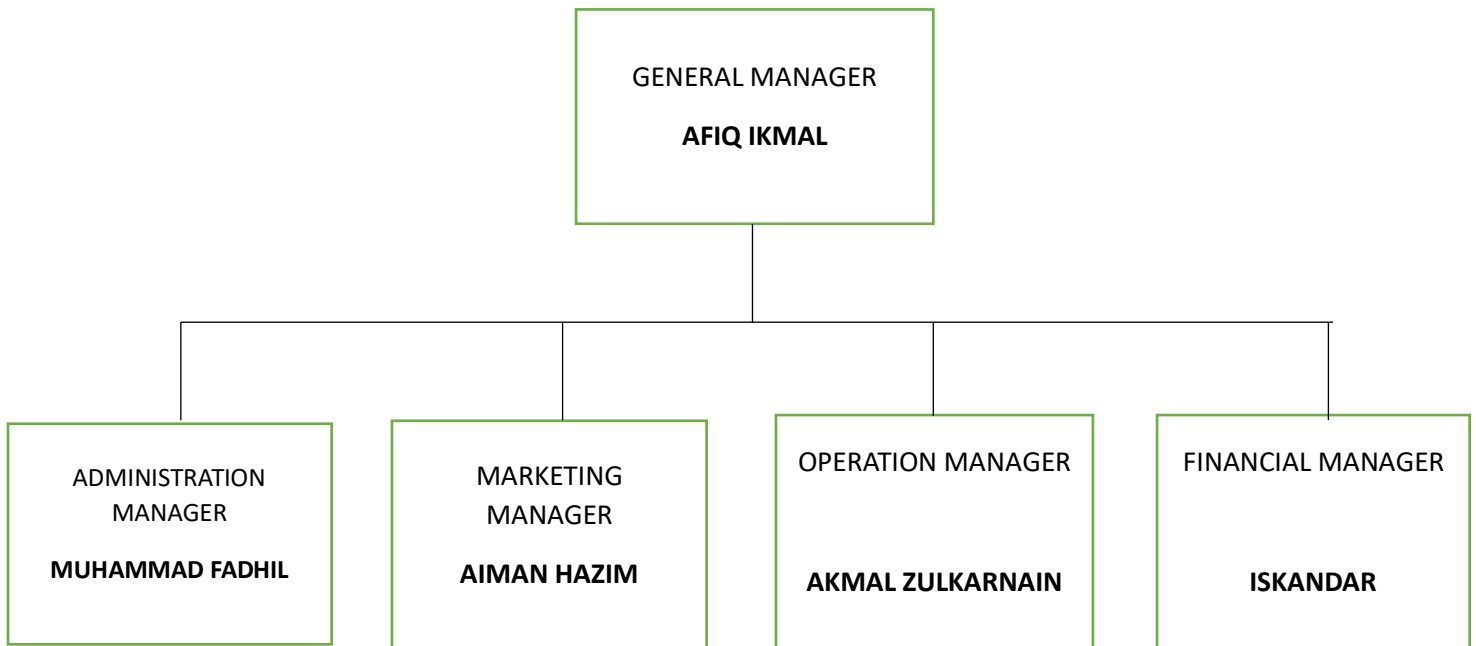 GENERAL MANAGER
AFIQ IKMAL
ADMINISTRATION
MANAGER
MUHAMMAD FADHIL
MARKETING
MANAGER
AIMAN HAZIM
OPERATION MANAGER
AKMAL ZULKARNAIN
FINANCIAL MANAGER
ISKANDAR